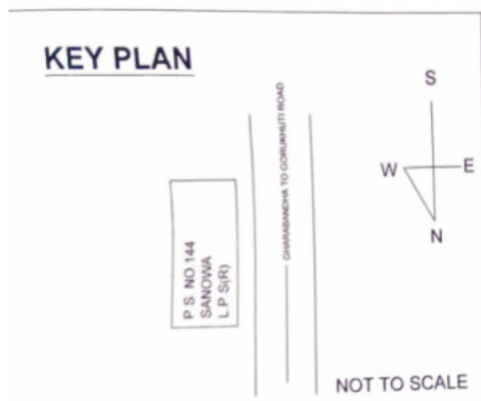 KEY PLAN
S
W
E
N
GHARABANDHA TO GORUKHUTI ROAD
P.S. NO 144
SANOWA
L.P.S(R)
NOT TO SCALE